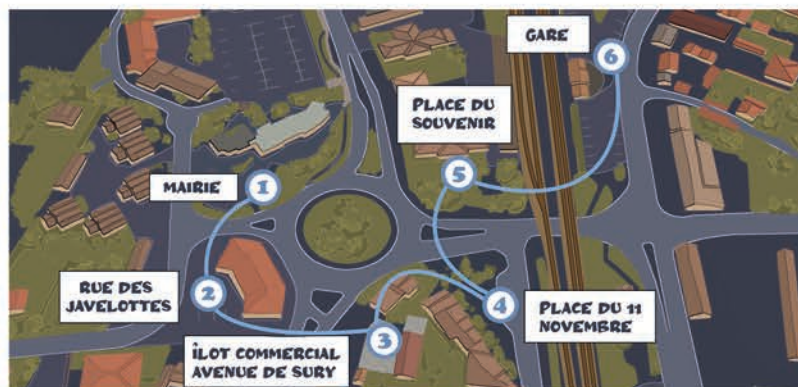 GARE
6
PLACE DU
SOUVENIR
5
MAIRIE
1
RUE DES
JAVELOTTES
2
4
PLACE DU 11
NOVEMBRE
3
ÎLOT COMMERCIAL
AVENUE DE SURY